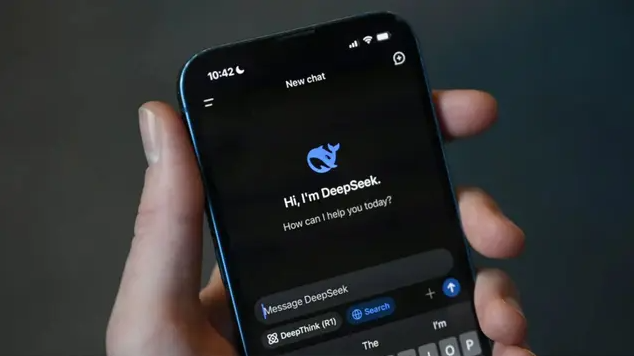 10:42
New chat
Hi, I'm DeepSeek.
How can I help you today?
Message DeepSeek
DeepThink (R1)
Search
The
I'm
I O P